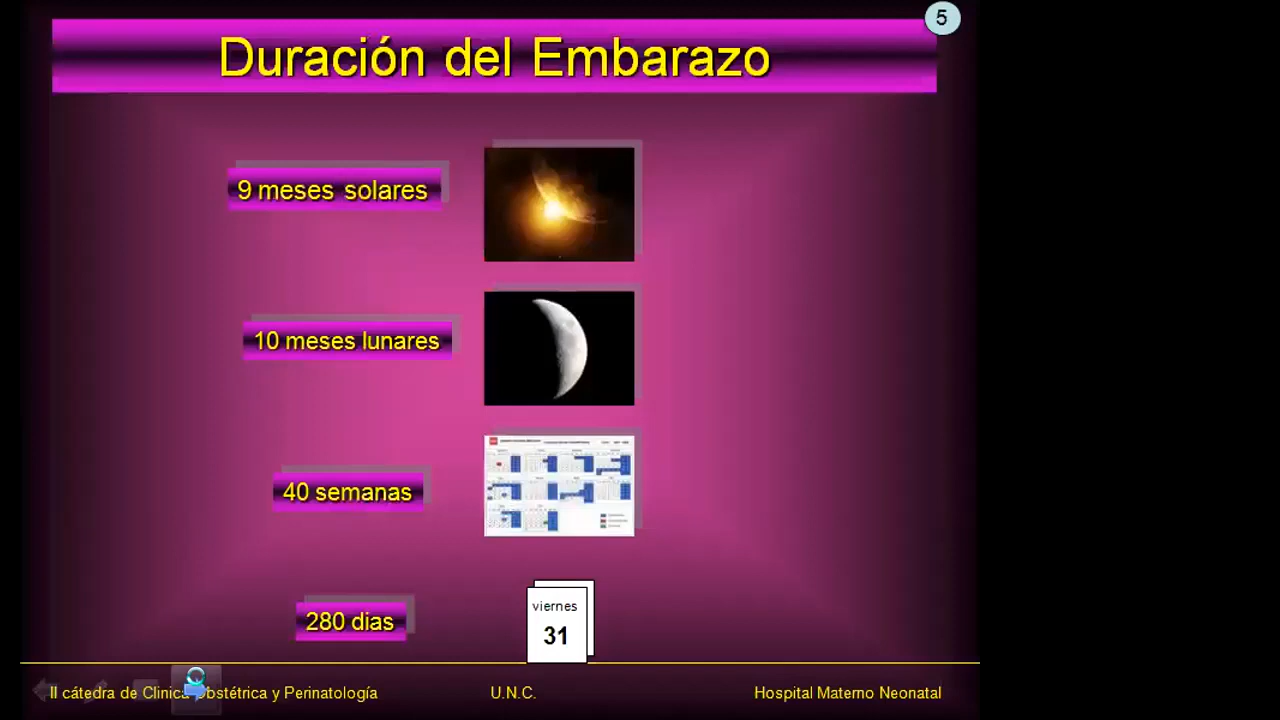 5
Duración del Embarazo
9 meses solares
10 meses lunares
40 semanas
280 dias
viernes
31
II cátedra de Clinica Obstétrica y Perinatología
U.N.C.
Hospital Materno Neonatal